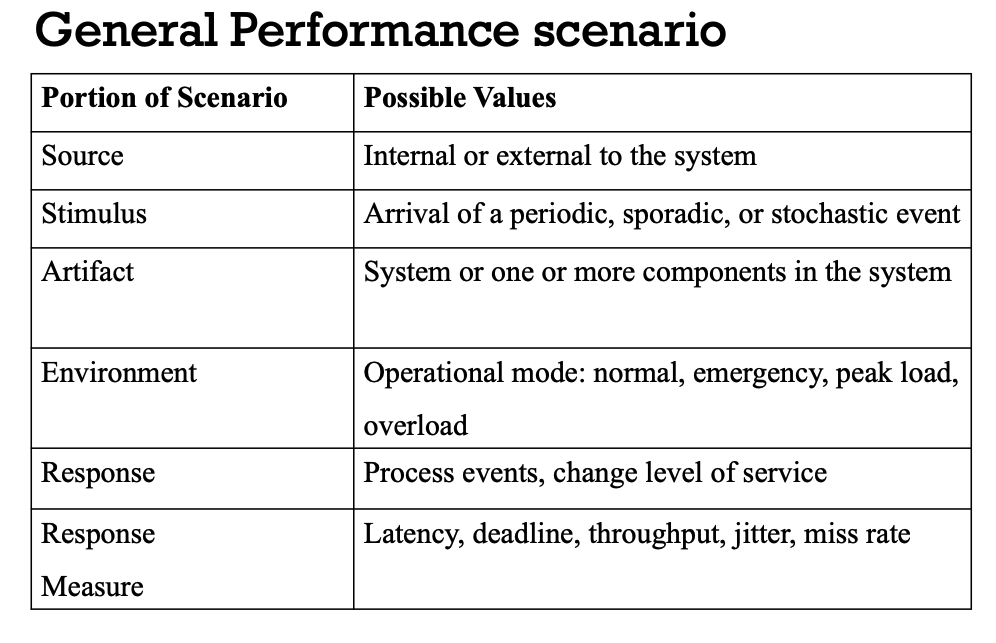 General Performance scenario
Portion of Scenario Possible Values
Source Internal or external to the system
Stimulus Arrival of a periodic, sporadic, or stochastic event
Artifact System or one or more components in the system
Environment Operational mode: normal, emergency, peak load,
overload
Response Process events, change level of service
Response Latency, deadline, throughput, jitter, miss rate
Measure